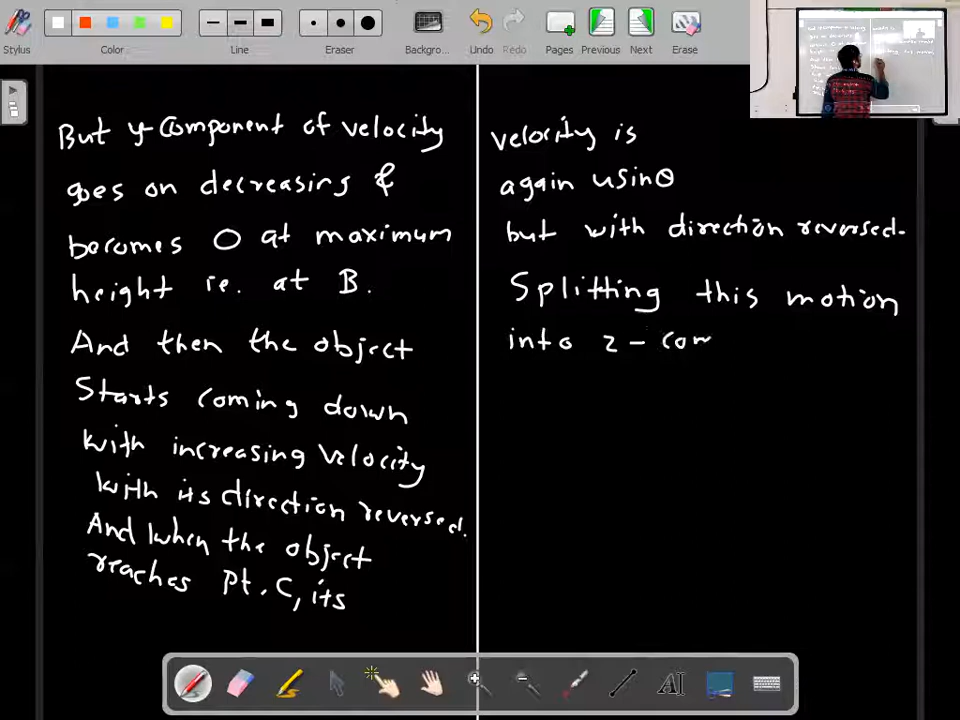 Stylus
Color
Line
Eraser
Backgro...
Undo
Redo
Pages
Previous
Next
Erase
But y-Component of velocity
goes on decreasing &
becomes 0 at maximum
height ie. at B.
And then the object
Starts coming down
with increasing velocity
with its direction reversed.
And when the object
reaches Pt. C, its
velocity is
again usinθ
but with direction reversed.
Splitting this motion
into 2 - com